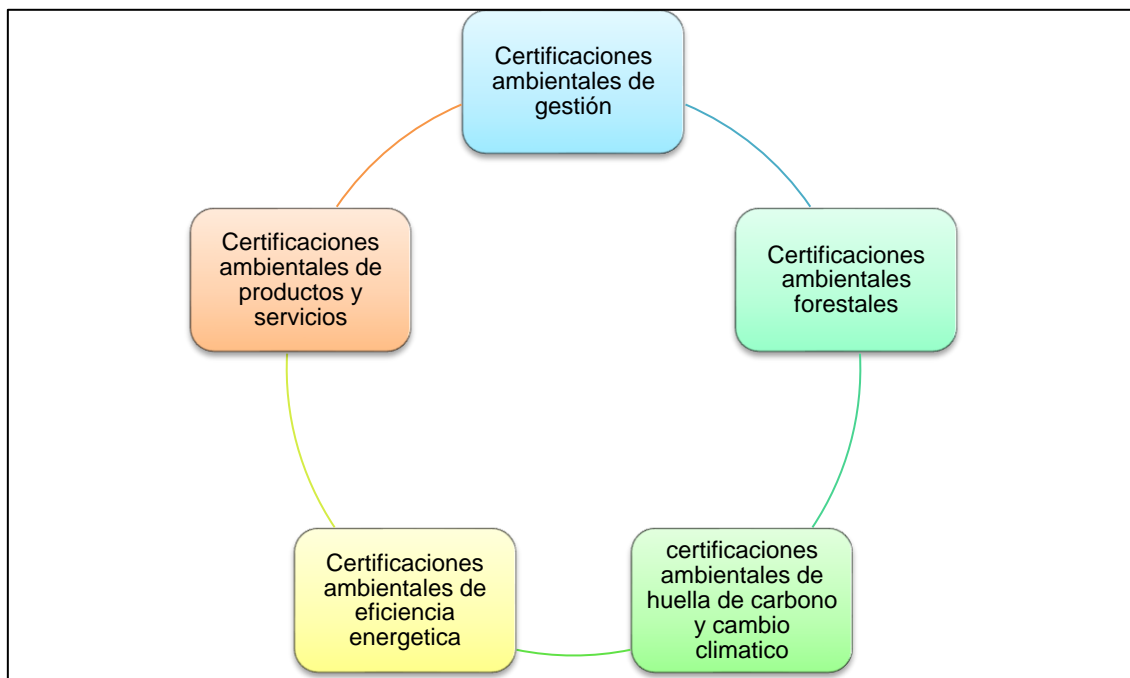 Certificaciones
ambientales de
gestión
Certificaciones
ambientales
forestales
certificaciones
ambientales de
huella de carbono
y cambio
climatico
Certificaciones
ambientales de
eficiencia
energetica
Certificaciones
ambientales de
productos y
servicios